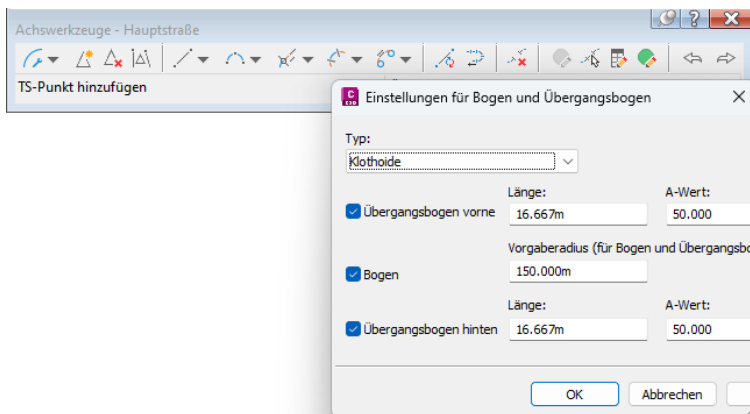 Achswerkzeuge - Hauptstraße
TS-Punkt hinzufügen
Einstellungen für Bogen und Übergangsbogen
Typ:
Klothoide
Länge:
A-Wert:
Übergangsbogen vorne
16.667m
50.000
Vorgaberadius (für Bogen und Übergangsbo
Bogen
150.000m
Länge:
A-Wert:
Übergangsbogen hinten
16.667m
50.000
OK
Abbrechen